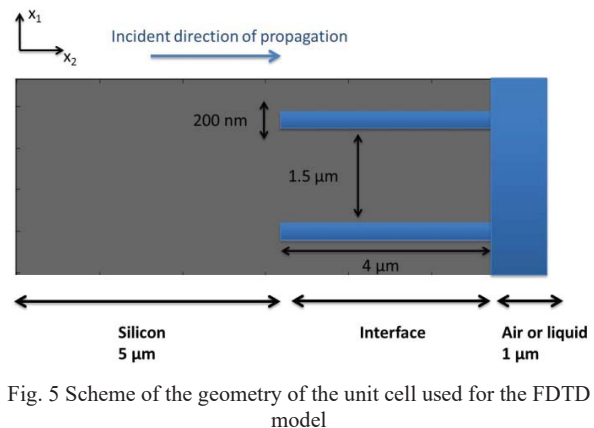 x₁
Incident direction of propagation
x₂
200 nm
1.5 µm
4 µm
Silicon
5 µm
Interface
Air or liquid
1 µm
Fig. 5 Scheme of the geometry of the unit cell used for the FDTD
model